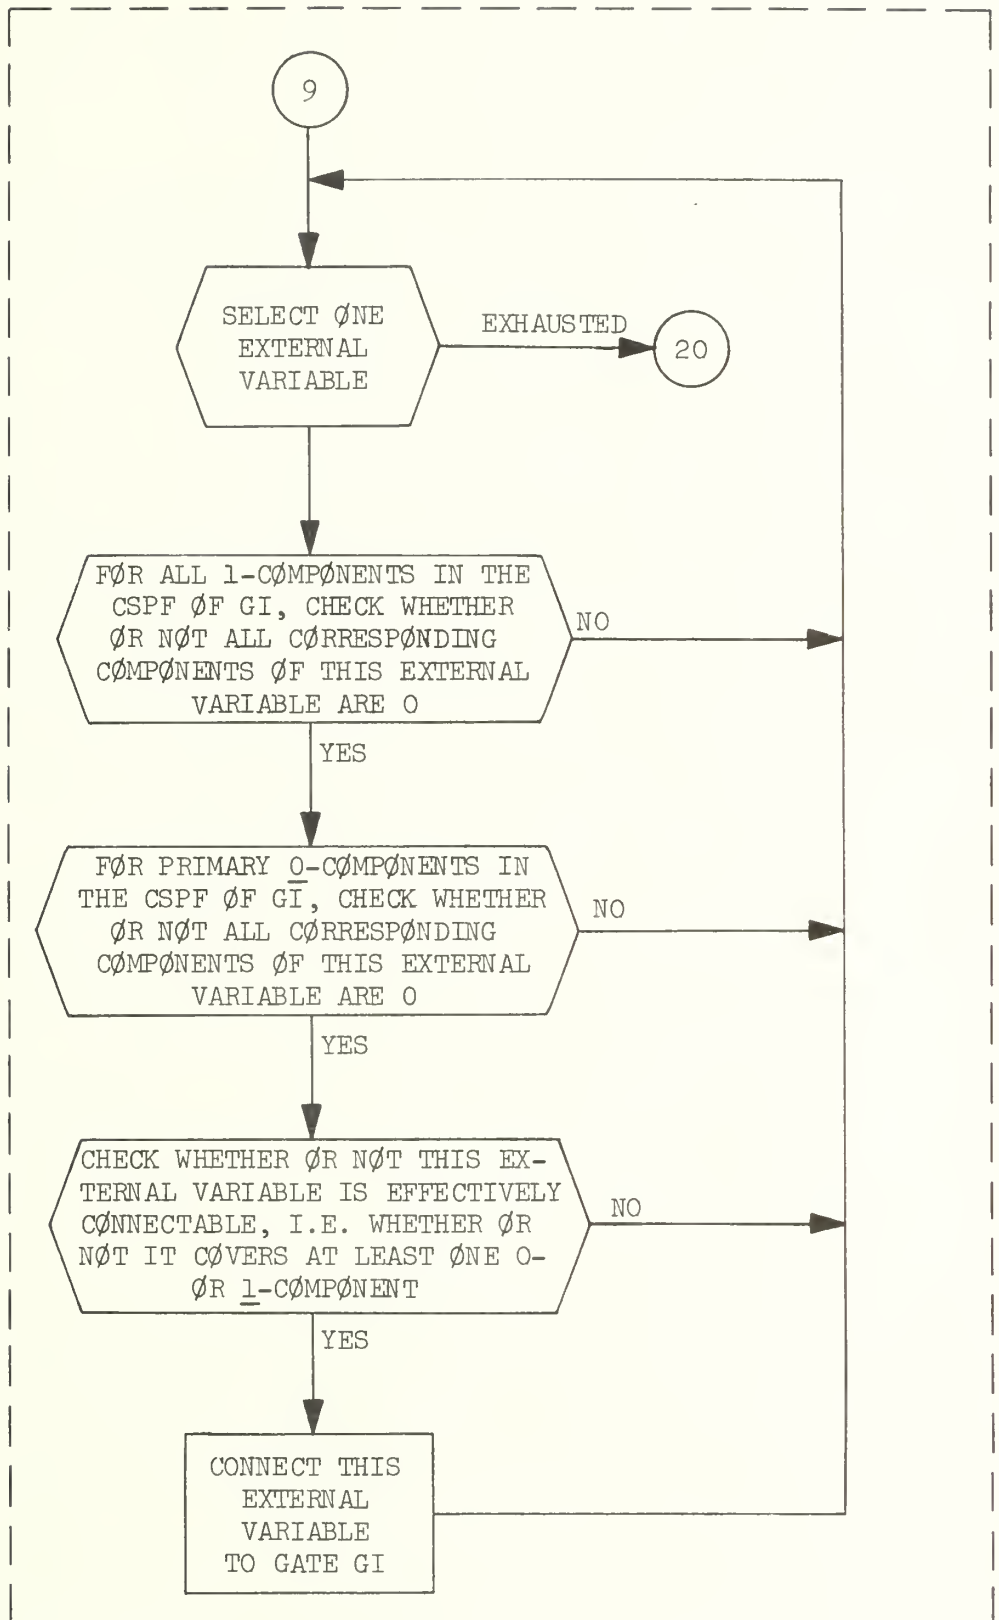 9
SELECT ØNE
EXTERNAL
VARIABLE
EXHAUSTED
20
FØR ALL 1-CØMPØNENTS IN THE
CSPF ØF GI, CHECK WHETHER
ØR NØT ALL CØRRESPØNDING
CØMPØNENTS ØF THIS EXTERNAL
VARIABLE ARE 0
NO
YES
FØR PRIMARY 0-CØMPØNENTS IN
THE CSPF ØF GI, CHECK WHETHER
ØR NØT ALL CØRRESPØNDING
CØMPØNENTS ØF THIS EXTERNAL
VARIABLE ARE 0
NO
YES
CHECK WHETHER ØR NØT THIS EX-
TERNAL VARIABLE IS EFFECTIVELY
CØNNECTABLE, I.E. WHETHER ØR
NØT IT CØVERS AT LEAST ØNE 0-
ØR 1-CØMPØNENT
NO
YES
CONNECT THIS
EXTERNAL
VARIABLE
TO GATE GI